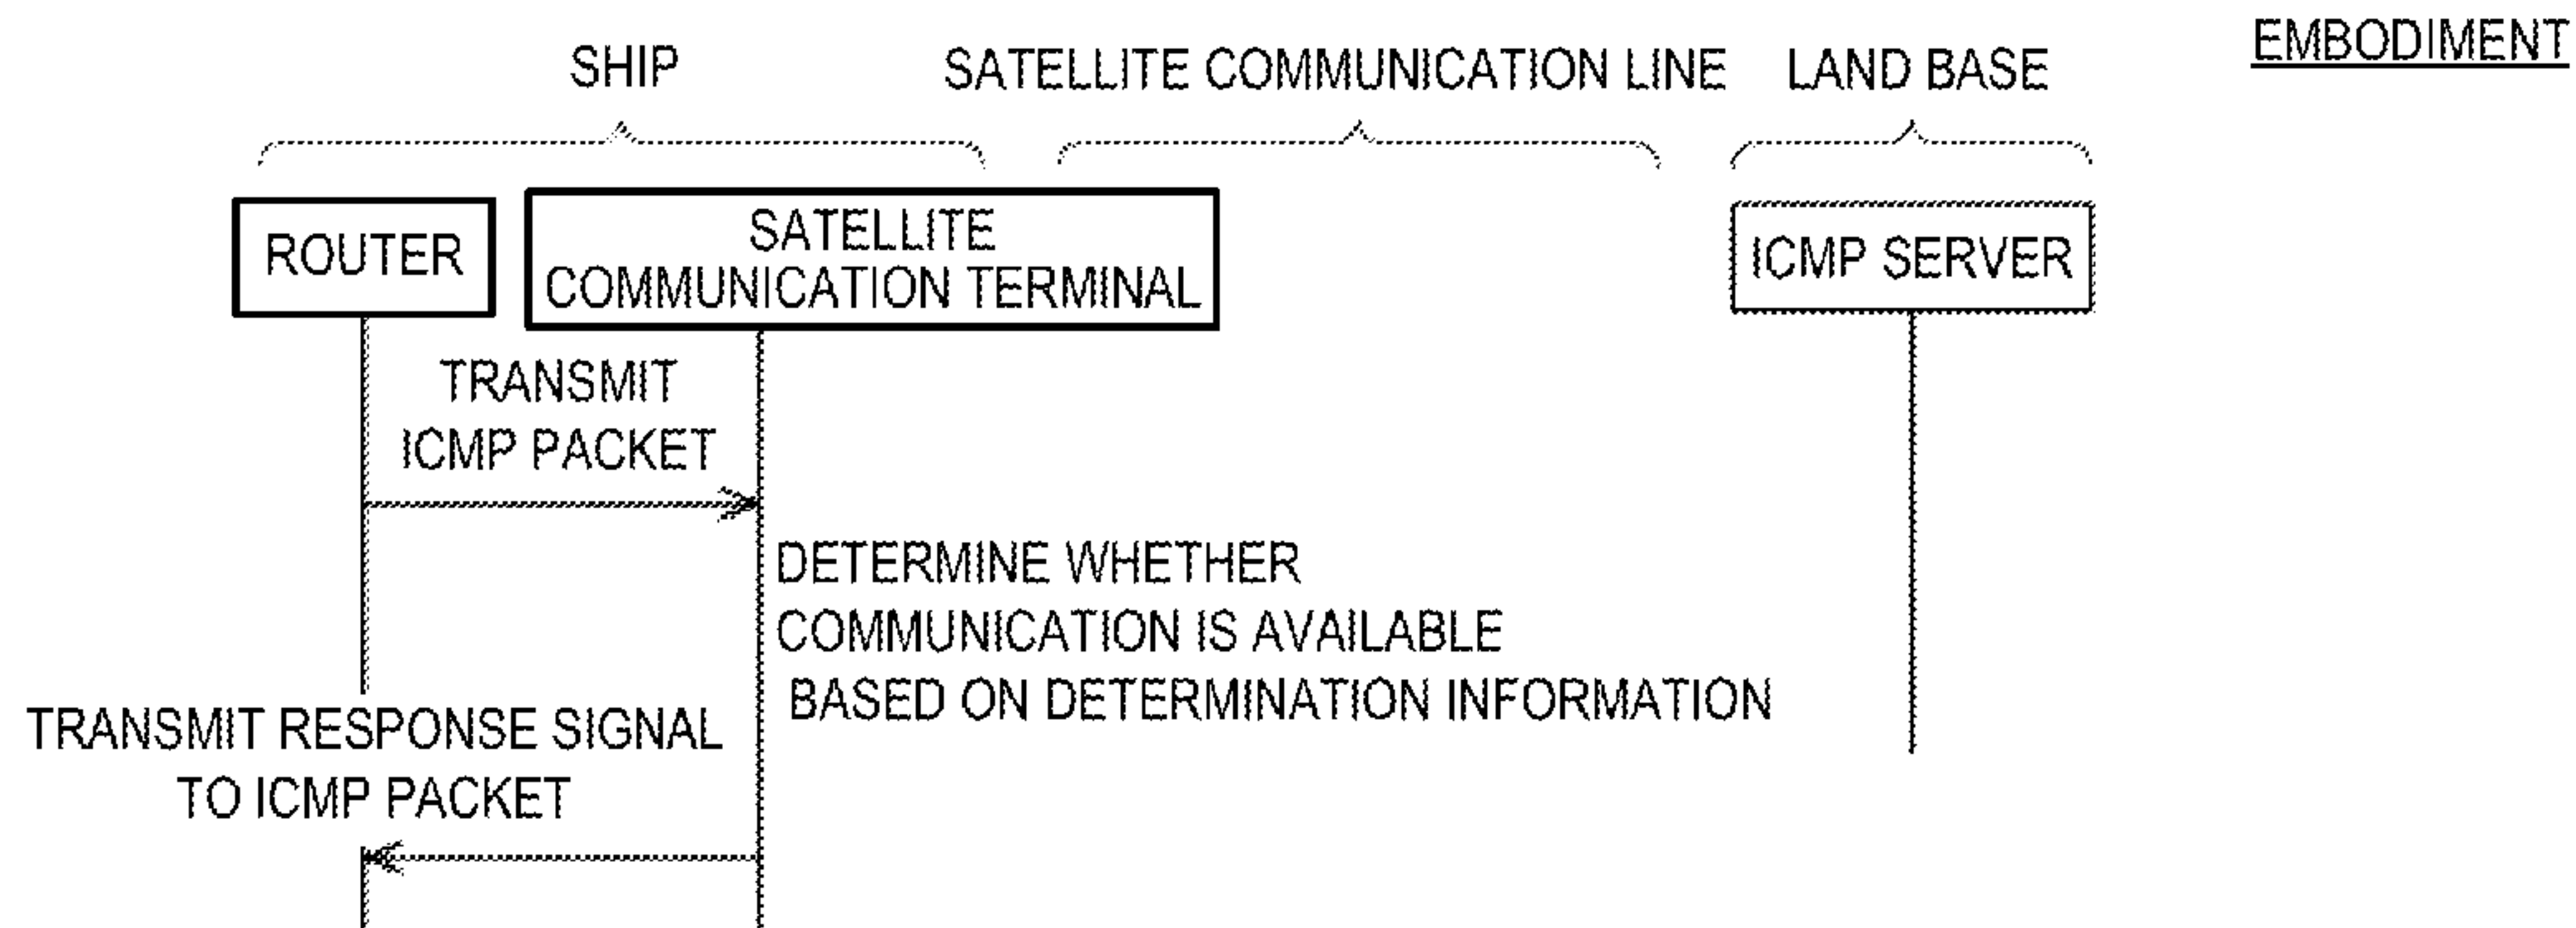 EMBODIMENT
SHIP
SATELLITE COMMUNICATION LINE
LAND BASE
ROUTER
SATELLITE
COMMUNICATION TERMINAL
ICMP SERVER
TRANSMIT
ICMP PACKET
DETERMINE WHETHER
COMMUNICATION IS AVAILABLE
BASED ON DETERMINATION INFORMATION
TRANSMIT RESPONSE SIGNAL
TO ICMP PACKET